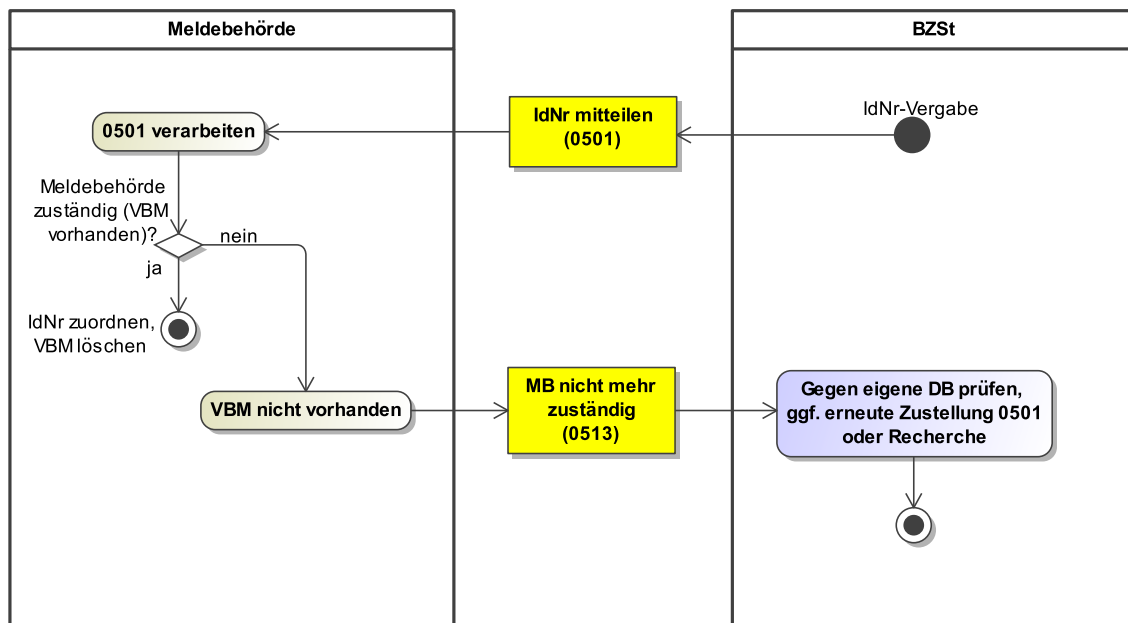 Meldebehörde
BZSt
IdNr-Vergabe
IdNr mitteilen
(0501)
0501 verarbeiten
Meldebehörde
zuständig (VBM
vorhanden)?
nein
ja
IdNr zuordnen,
VBM löschen
VBM nicht vorhanden
MB nicht mehr
zuständig
(0513)
Gegen eigene DB prüfen,
ggf. erneute Zustellung 0501
oder Recherche